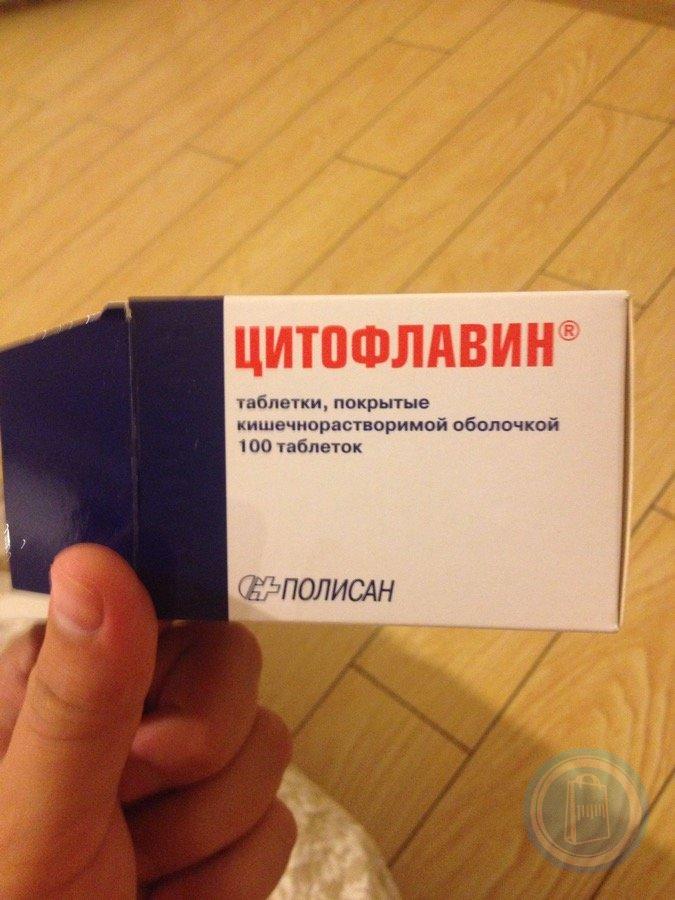 ЦИТОФЛАВИН®
таблетки, покрытые
кишечнорастворимой оболочкой
100 таблеток
ПОЛИСАН